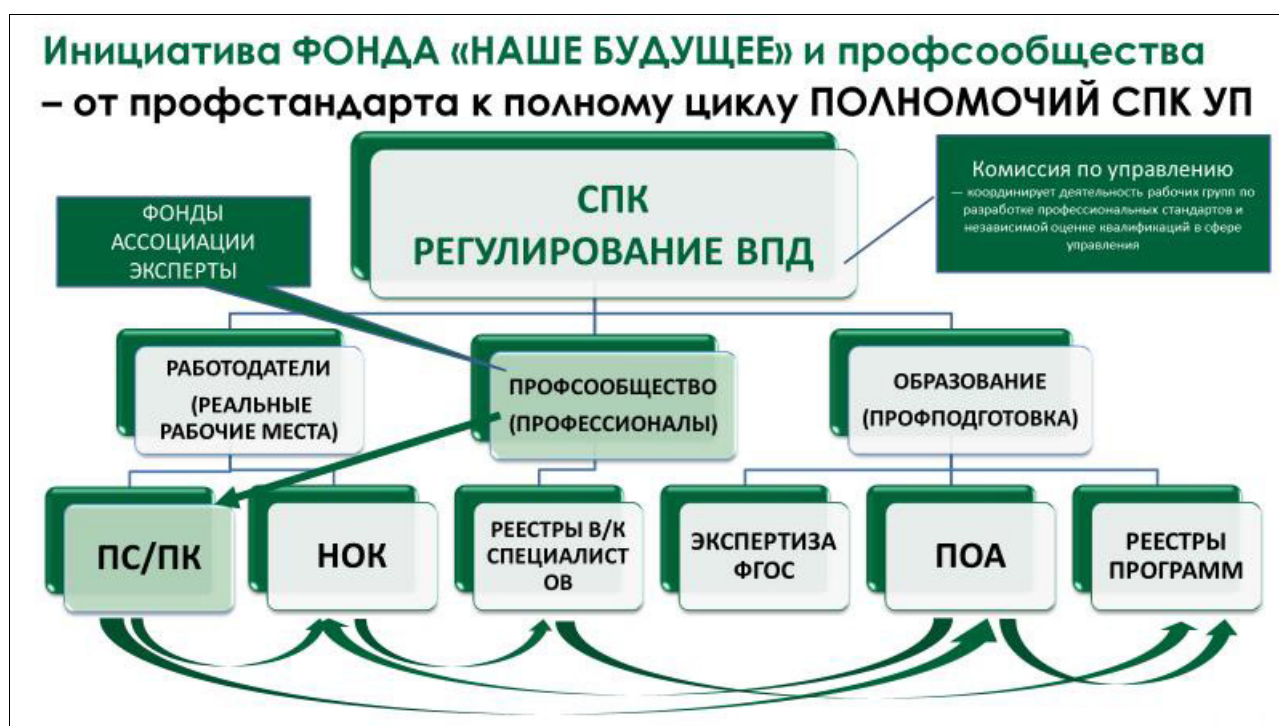 Инициатива ФОНДА «НАШЕ БУДУЩЕЕ» и профсообщества
– от профстандарта к полному циклу ПОЛНОМОЧИЙ СПК УП
СПК
РЕГУЛИРОВАНИЕ ВПД
Комиссия по управлению
— координирует деятельность рабочих групп по
разработке профессиональных стандартов и
независимой оценке квалификаций в сфере
управления
ФОНДЫ
АССОЦИАЦИИ
ЭКСПЕРТЫ
РАБОТОДАТЕЛИ
(РЕАЛЬНЫЕ
РАБОЧИЕ МЕСТА)
ПРОФСООБЩЕСТВО
(ПРОФЕССИОНАЛЫ)
ОБРАЗОВАНИЕ
(ПРОФПОДГОТОВКА)
ПС/ПК
НОК
РЕЕСТРЫ В/К
СПЕЦИАЛИСТ
ОВ
ЭКСПЕРТИЗА
ФГОС
ПОА
РЕЕСТРЫ
ПРОГРАММ